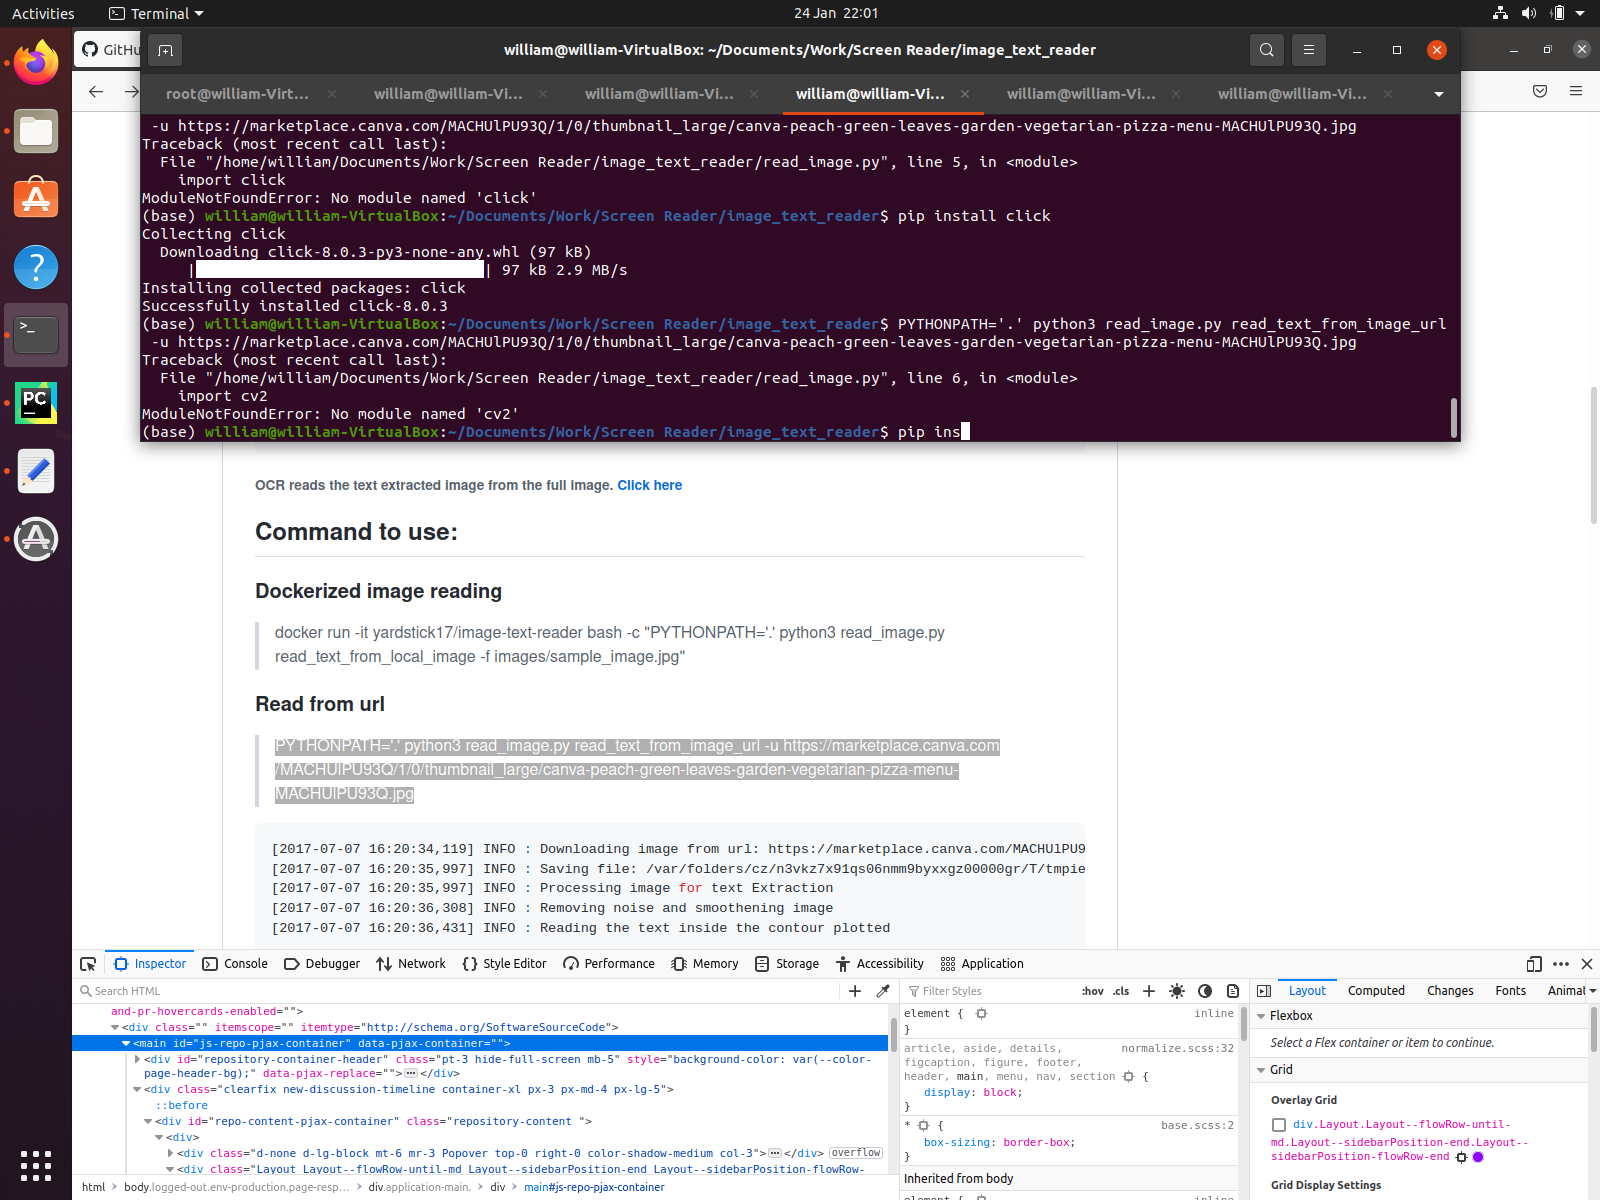 Activities
Terminal
24 Jan 22:01
GitHu
william@william-VirtualBox: ~/Documents/Work/Screen Reader/image_text_reader
root@william-Virt...
william@william-Vi...
william@william-Vi...
william@william-Vi...
william@william-Vi...
william@william-Vi...
-u https://marketplace.canva.com/MACHUlPU93Q/1/0/thumbnail_large/canva-peach-green-leaves-garden-vegetarian-pizza-menu-MACHUlPU93Q.jpg
Traceback (most recent call last):
File "/home/william/Documents/Work/Screen Reader/image_text_reader/read_image.py", line 5, in <module>
import click
ModuleNotFoundError: No module named 'click'
(base) william@william-VirtualBox:~/Documents/Work/Screen Reader/image_text_reader$ pip install click
Collecting click
Downloading click-8.0.3-py3-none-any.whl (97 kB)
| | 97 kB 2.9 MB/s
Installing collected packages: click
Successfully installed click-8.0.3
(base) william@william-VirtualBox:~/Documents/Work/Screen Reader/image_text_reader$ PYTHONPATH='.' python3 read_image.py read_text_from_image_url
-u https://marketplace.canva.com/MACHUlPU93Q/1/0/thumbnail_large/canva-peach-green-leaves-garden-vegetarian-pizza-menu-MACHUlPU93Q.jpg
Traceback (most recent call last):
File "/home/william/Documents/Work/Screen Reader/image_text_reader/read_image.py", line 6, in <module>
import cv2
ModuleNotFoundError: No module named 'cv2'
(base) william@william-VirtualBox:~/Documents/Work/Screen Reader/image_text_reader$ pip ins
PC
OCR reads the text extracted image from the full image. Click here
Command to use:
Dockerized image reading
docker run -it yardstick17/image-text-reader bash -c "PYTHONPATH='.' python3 read_image.py
read_text_from_local_image -f images/sample_image.jpg"
Read from url
PYTHONPATH='.' python3 read_image.py read_text_from_image_url -u https://marketplace.canva.com
/MACHUlPU93Q/1/0/thumbnail_large/canva-peach-green-leaves-garden-vegetarian-pizza-menu-
MACHUlPU93Q.jpg
[2017-07-07 16:20:34,119] INFO : Downloading image from url: https://marketplace.canva.com/MACHUlPU9
[2017-07-07 16:20:35,997] INFO : Saving file: /var/folders/cz/n3vkz7x91qs06nmm9byxxgz00000gr/T/tmpie
[2017-07-07 16:20:35,997] INFO : Processing image for text Extraction
[2017-07-07 16:20:36,308] INFO : Removing noise and smoothening image
[2017-07-07 16:20:36,431] INFO : Reading the text inside the contour plotted
Inspector Console Debugger Network Style Editor Performance Memory Storage Accessibility Application
Search HTML
Filter Styles
:hov .cls
Layout Computed Changes Fonts Animat
and-pr-hovercards-enabled="">
<div class="" itemscope="" itemtype="http://schema.org/SoftwareSourceCode">
<main id="js-repo-pjax-container" data-pjax-container="">
<div id="repository-container-header" class="pt-3 hide-full-screen mb-5" style="background-color: var(--color-
page-header-bg);" data-pjax-replace="">...</div>
<div class="clearfix new-discussion-timeline container-xl px-3 px-md-4 px-lg-5">
::before
<div id="repo-content-pjax-container" class="repository-content ">
<div>
<div class="d-none d-lg-block mt-6 mr-3 Popover top-0 right-0 color-shadow-medium col-3">...</div> overflow
<div class="Layout Layout--flowRow-until-md Layout--sidebarPosition-end Layout--sidebarPosition-flowRow-
html > body.logged-out.env-production.page-resp... > div.application-main. > div > main#js-repo-pjax-container
element { inline
}
article, aside, details, normalize.scss:32
figcaption, figure, footer,
header, main, menu, nav, section {
display: block;
}
* { base.scss:2
box-sizing: border-box;
}
Inherited from body
element { inline
Flexbox
Select a Flex container or item to continue.
Grid
Overlay Grid
div.Layout.Layout--flowRow-until-
md.Layout--sidebarPosition-end.Layout--
sidebarPosition-flowRow-end
Grid Display Settings